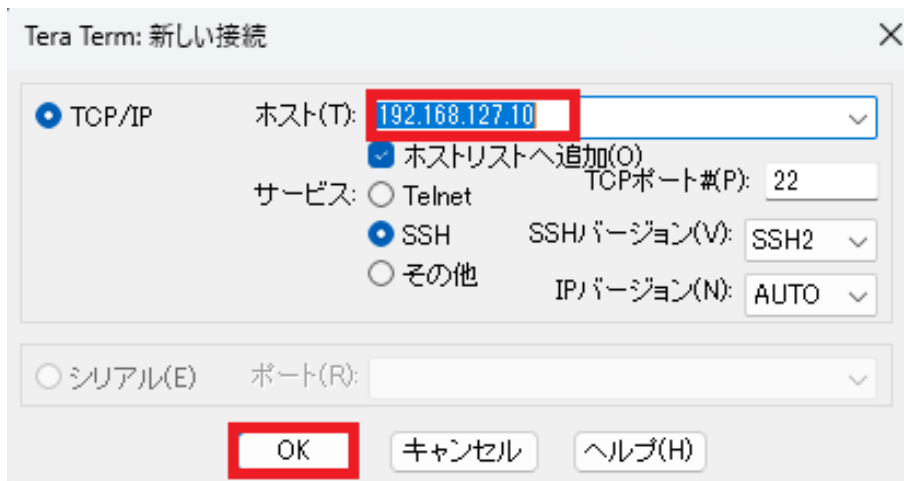 Tera Term: 新しい接続
TCP/IP
ホスト(T): 192.168.127.10
ホストリストへ追加(O)
サービス: Telnet
TCPポート#(P): 22
SSH
SSHバージョン(V): SSH2
その他
IPバージョン(N): AUTO
シリアル(E)
ポート(R):
OK
キャンセル
ヘルプ(H)